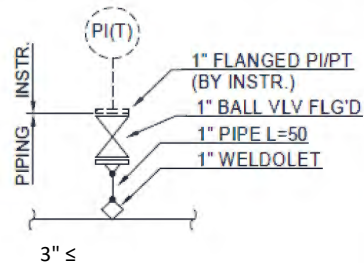 PI(T)
1" FLANGED PI/PT
(BY INSTR.)
1" BALL VLV FLG'D
1" PIPE L=50
1" WELDOLET
INSTR.
PIPING
3" ≤